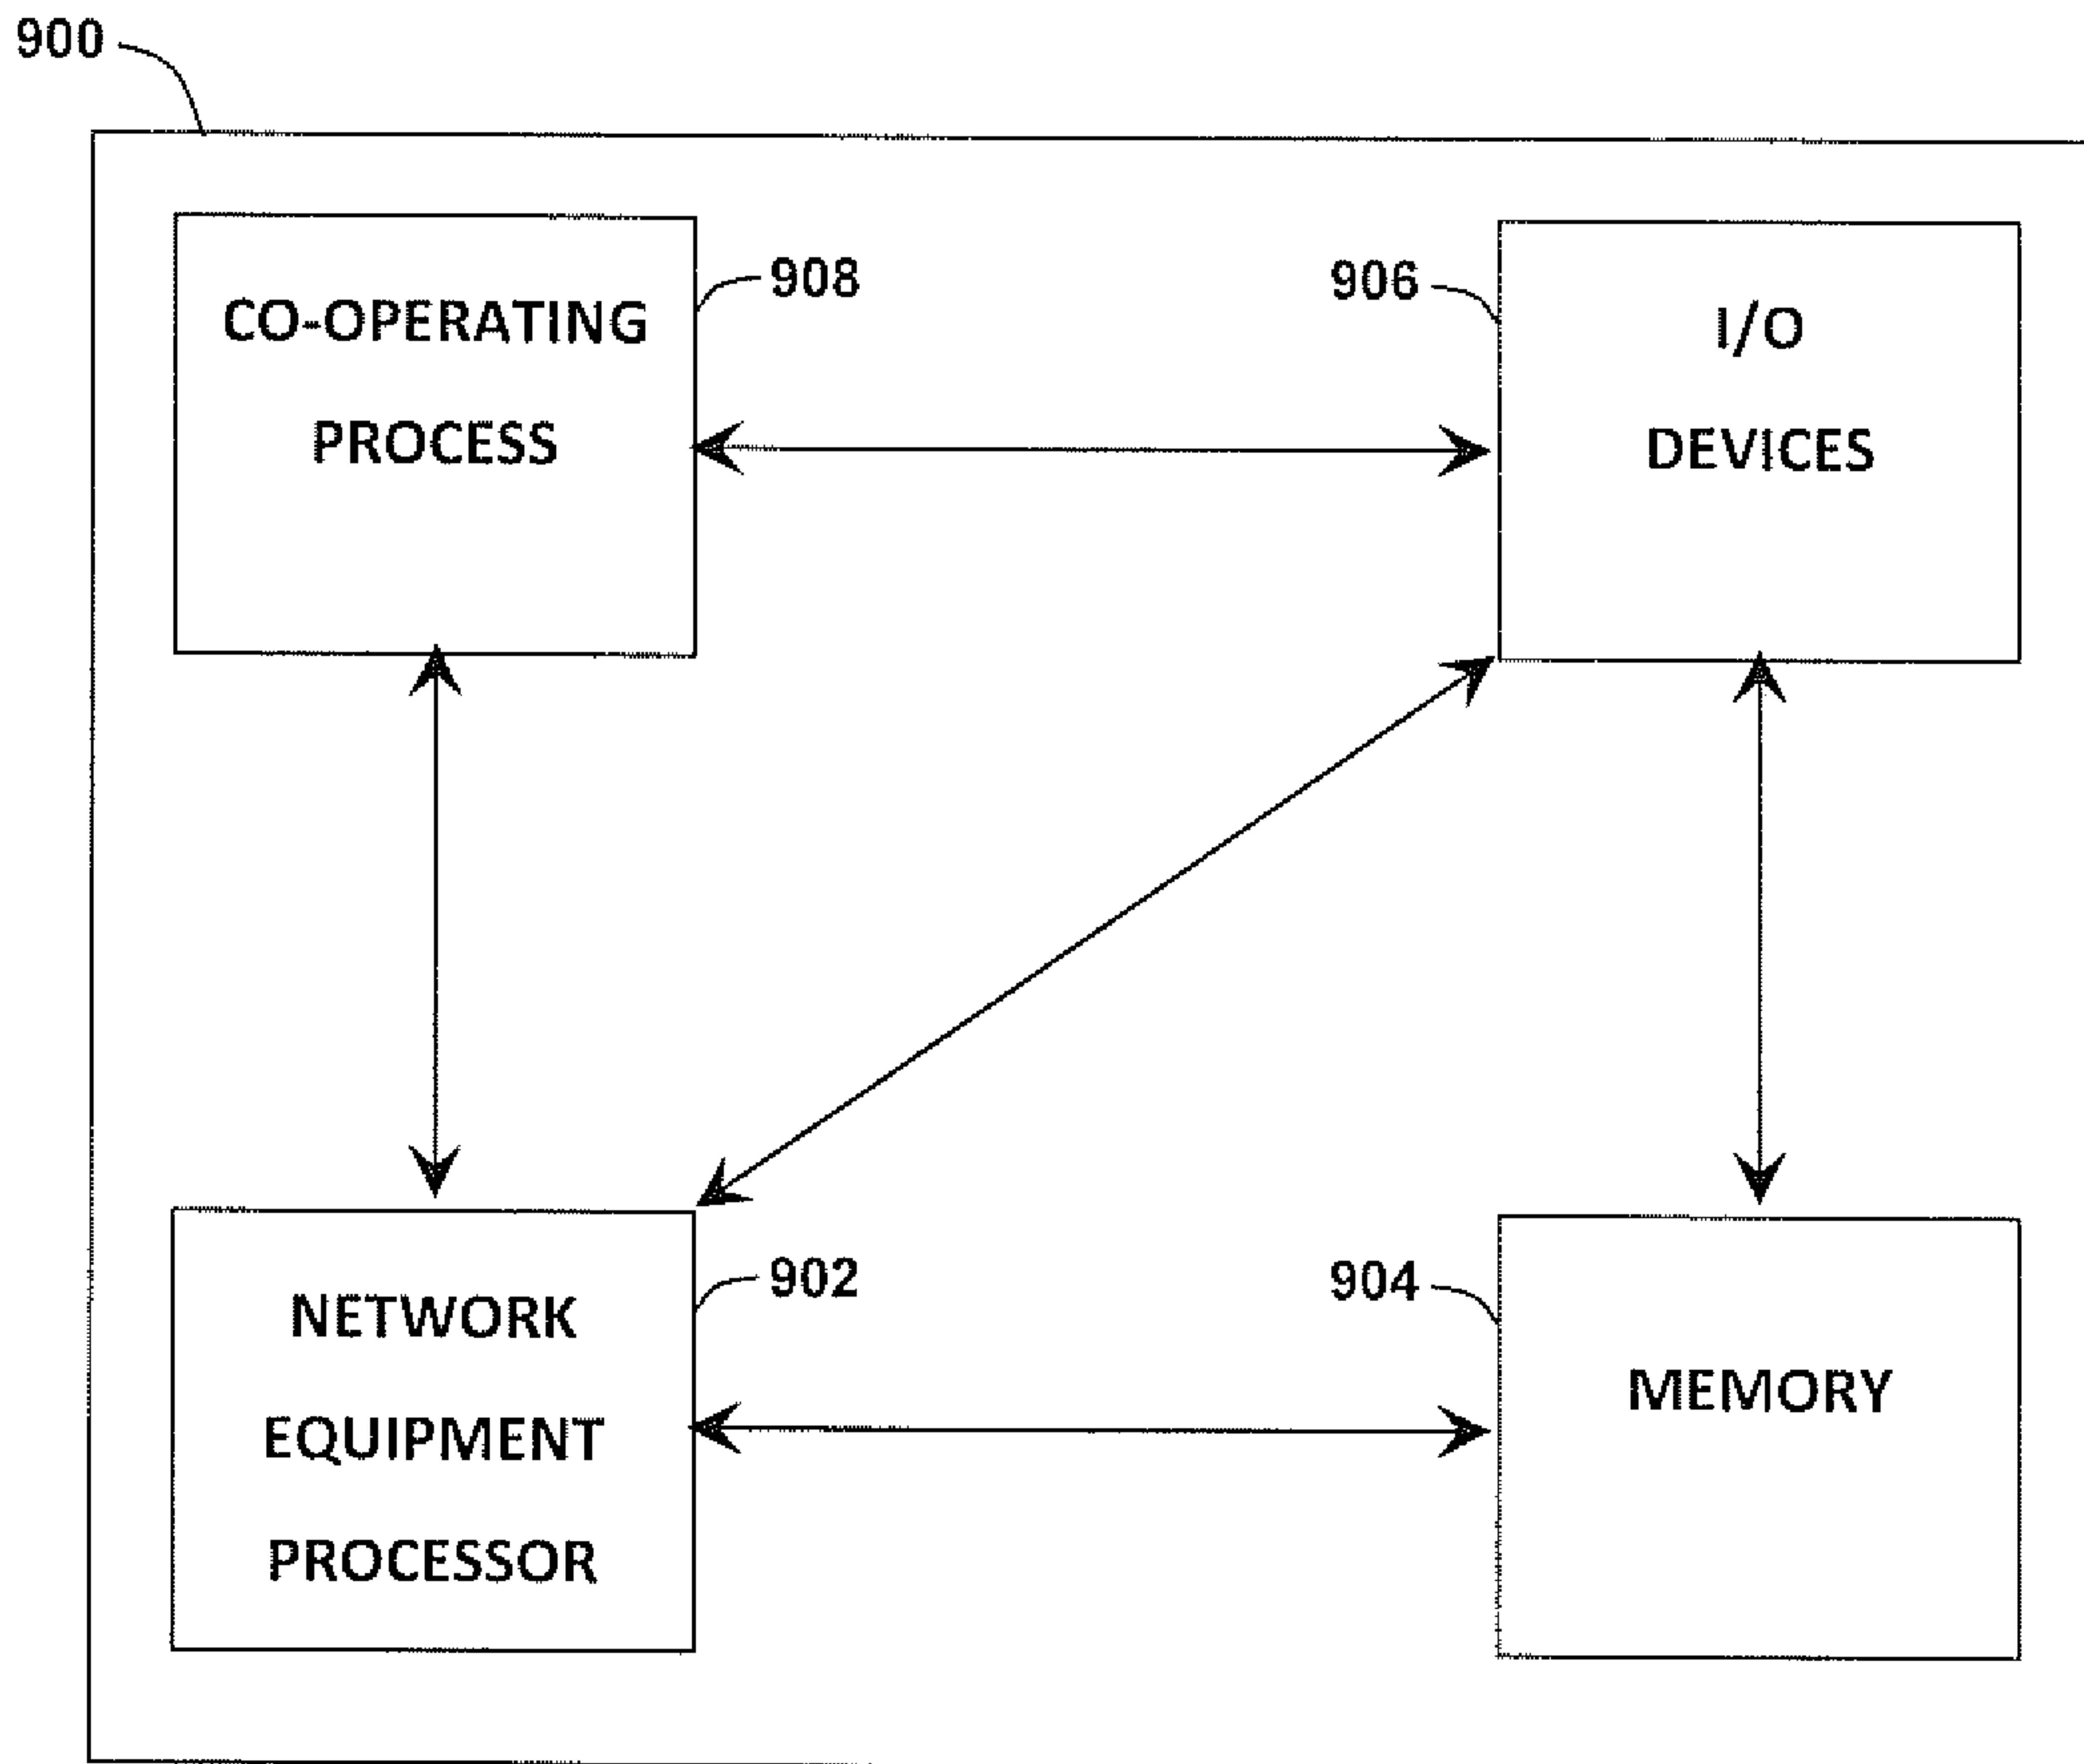 900
CO-OPERATING
PROCESS
908
906
I/O
DEVICES
NETWORK
EQUIPMENT
PROCESSOR
902
904
MEMORY